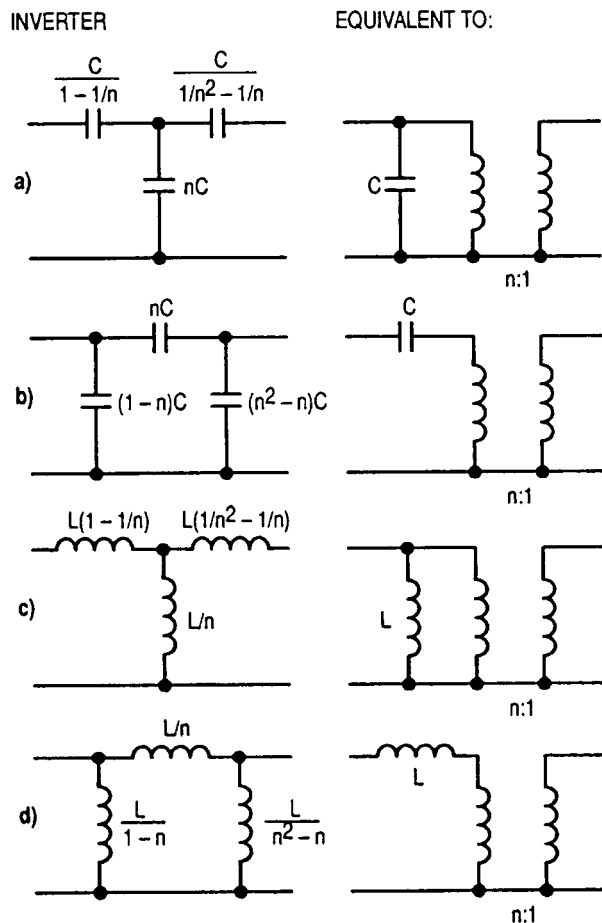 INVERTER
EQUIVALENT TO:
C
1 – 1/n
C
1/n² – 1/n
a)
nC
C
n:1
nC
b)
(1 – n)C
(n² – n)C
C
n:1
L(1 – 1/n)
L(1/n² – 1/n)
c)
L/n
L
n:1
L/n
d)
L
1 – n
L
n² – n
L
n:1